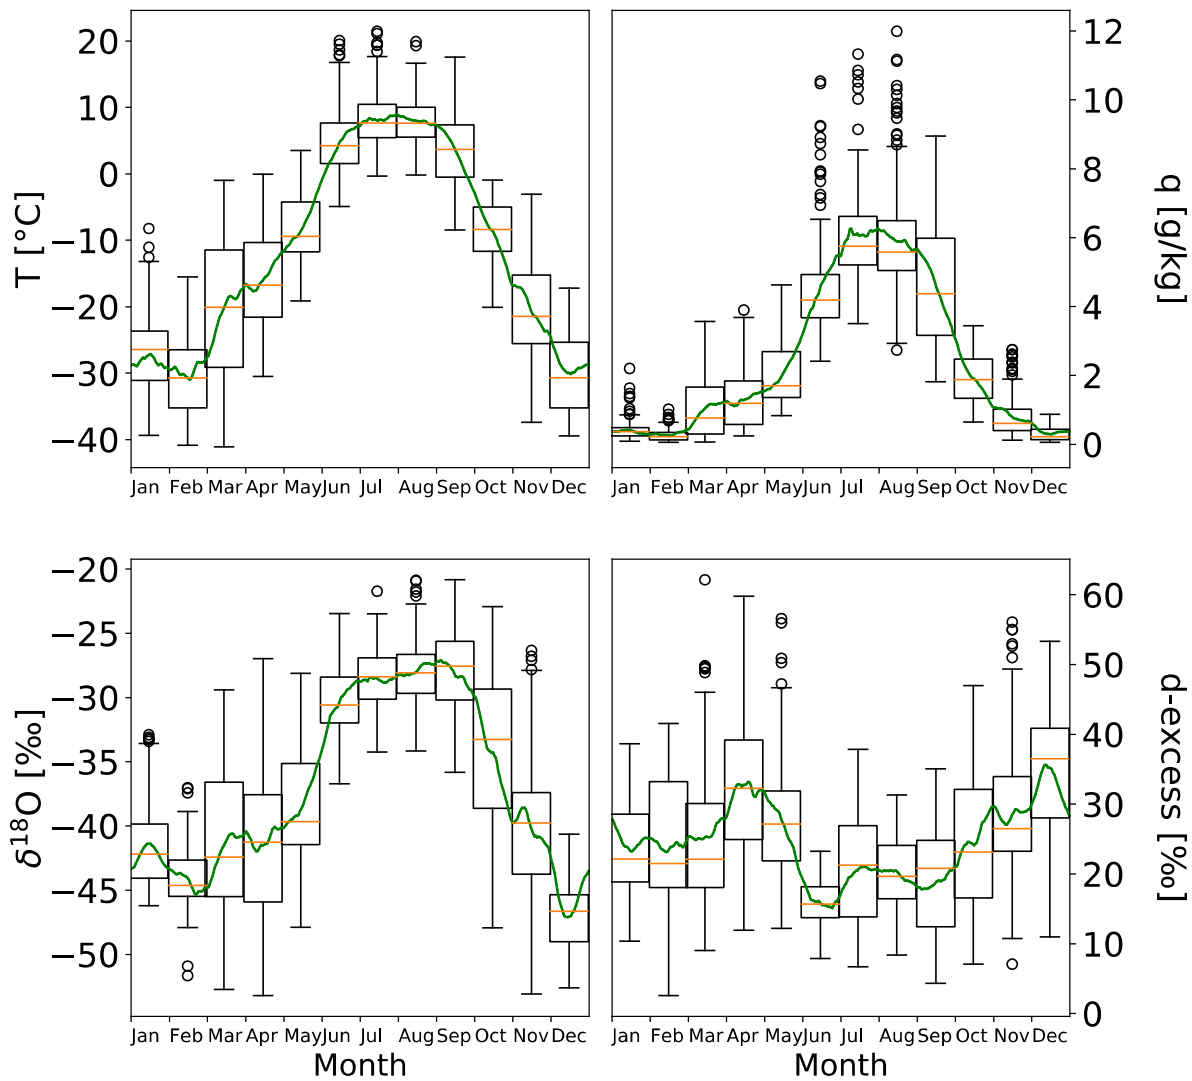 20
10
0
−10
−20
−30
−40
T [°C]
Jan Feb Mar Apr May Jun Jul Aug Sep Oct Nov Dec
12
10
8
6
4
2
0
q [g/kg]
Jan Feb Mar Apr May Jun Jul Aug Sep Oct Nov Dec
−20
−25
−30
−35
−40
−45
−50
δ¹⁸O [‰]
Jan Feb Mar Apr May Jun Jul Aug Sep Oct Nov Dec
Month
60
50
40
30
20
10
0
d-excess [‰]
Jan Feb Mar Apr May Jun Jul Aug Sep Oct Nov Dec
Month